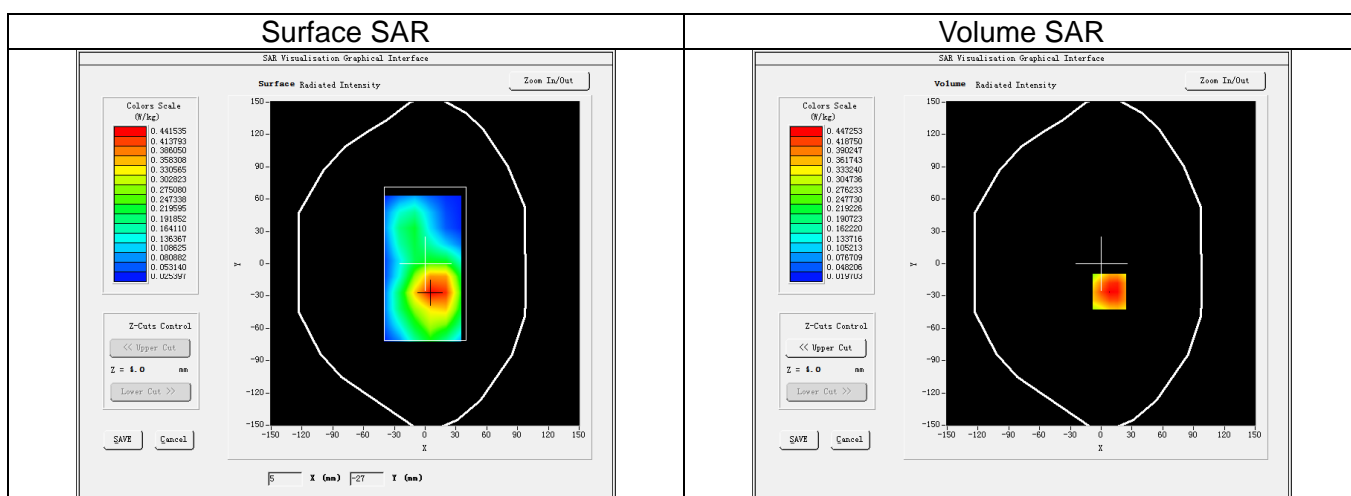 Surface SAR
SAR Visualisation Graphical Interface
Surface Radiated Intensity
Zoom In/Out
Colors Scale
(W/kg)
0.441535
0.413793
0.386050
0.358308
0.330565
0.302823
0.275080
0.247338
0.219595
0.191852
0.164110
0.136367
0.108625
0.080882
0.053140
0.025397
Z-Cuts Control
<< Upper Cut
Z = 4.0 mm
Lower Cut >>
SAVE Cancel
150
120
90
60
30
0
-30
-60
-90
-120
-150
Y
-150 -120 -90 -60 -30 0 30 60 90 120 150
X
5 X (mm) -27 Y (mm)
Volume SAR
SAR Visualisation Graphical Interface
Volume Radiated Intensity
Zoom In/Out
Colors Scale
(W/kg)
0.447253
0.418750
0.390247
0.361743
0.333240
0.304736
0.276233
0.247730
0.219226
0.190723
0.162220
0.133716
0.105213
0.076709
0.048206
0.019703
Z-Cuts Control
<< Upper Cut
Z = 4.0 mm
Lower Cut >>
SAVE Cancel
150
120
90
60
30
0
-30
-60
-90
-120
-150
Y
-150 -120 -90 -60 -30 0 30 60 90 120 150
X